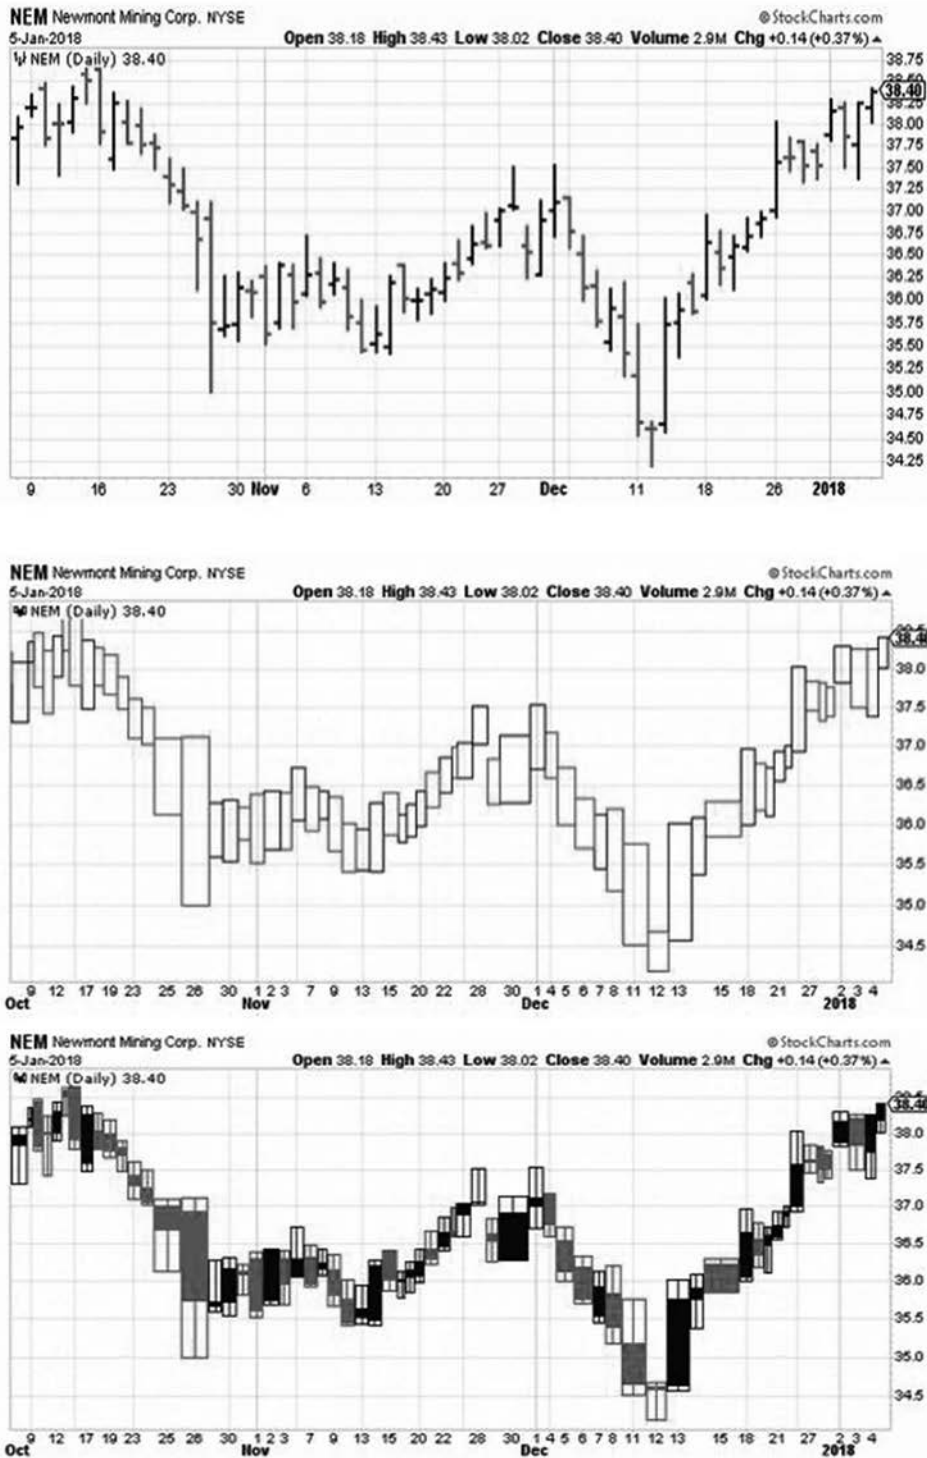 NEM Newmont Mining Corp. NYSE © StockCharts.com
5-Jan-2018 Open 38.18 High 38.43 Low 38.02 Close 38.40 Volume 2.9M Chg +0.14 (+0.37%)
NEM (Daily) 38.40
38.75
38.50
38.40
38.25
38.00
37.75
37.50
37.25
37.00
36.75
36.50
36.25
36.00
35.75
35.50
35.25
35.00
34.75
34.50
34.25
9 16 23 30 Nov 6 13 20 27 Dec 11 18 26 2018
NEM Newmont Mining Corp. NYSE © StockCharts.com
5-Jan-2018 Open 38.18 High 38.43 Low 38.02 Close 38.40 Volume 2.9M Chg +0.14 (+0.37%)
NEM (Daily) 38.40
38.40
38.0
37.5
37.0
36.5
36.0
35.5
35.0
34.5
9 12 17 19 23 25 26 30 1 2 3 7 9 13 16 20 22 28 30 1 4 5 6 7 8 11 12 13 15 18 21 27 2 3 4
Oct Nov Dec 2018
NEM Newmont Mining Corp. NYSE © StockCharts.com
5-Jan-2018 Open 38.18 High 38.43 Low 38.02 Close 38.40 Volume 2.9M Chg +0.14 (+0.37%)
NEM (Daily) 38.40
38.40
38.0
37.5
37.0
36.5
36.0
35.5
35.0
34.5
9 12 17 19 23 25 26 30 1 2 3 7 9 13 16 20 22 28 30 1 4 5 6 7 8 11 12 13 15 18 21 27 2 3 4
Oct Nov Dec 2018